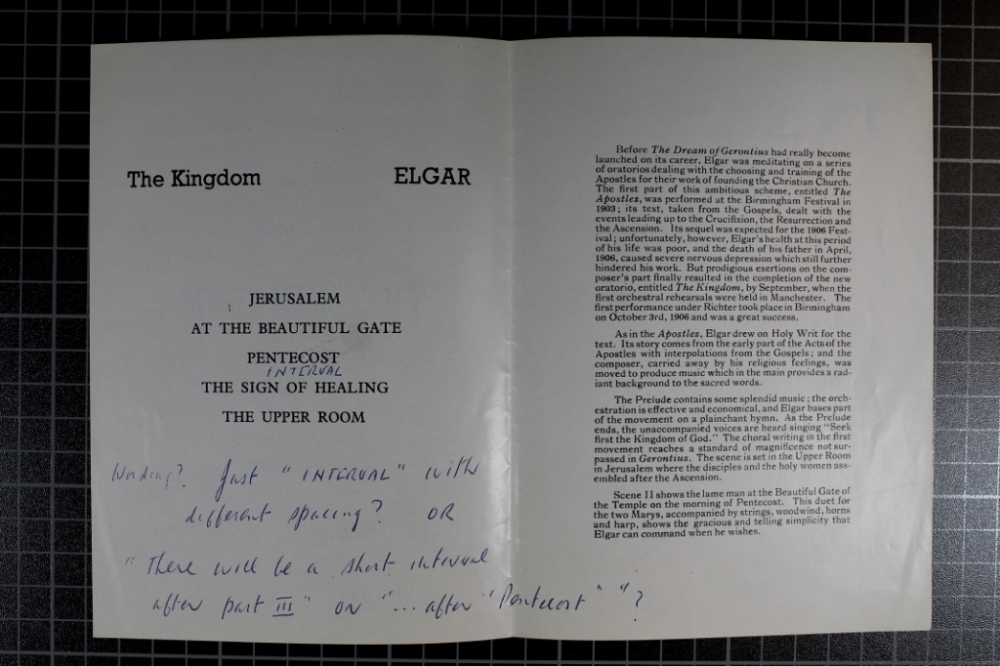 The Kingdom ELGAR
JERUSALEM
AT THE BEAUTIFUL GATE
PENTECOST
INTERVAL
THE SIGN OF HEALING
THE UPPER ROOM
Wording? Just "INTERVAL" with
different spacing? OR
"There will be a short interval
after part III" OR "... after "Pentecost" "?
Before The Dream of Gerontius had really become
launched on its career, Elgar was meditating on a series
of oratorios dealing with the choosing and training of the
Apostles for their work of founding the Christian Church.
The first part of this ambitious scheme, entitled The
Apostles, was performed at the Birmingham Festival in
1903; its text, taken from the Gospels, dealt with the
events leading up to the Crucifixion, the Resurrection and
the Ascension. Its sequel was expected for the 1906 Fest-
ival; unfortunately, however, Elgar's health at this period
of his life was poor, and the death of his father in April,
1906, caused severe nervous depression which still further
hindered his work. But prodigious exertions on the com-
poser's part finally resulted in the completion of the new
oratorio, entitled The Kingdom, by September, when the
first orchestral rehearsals were held in Manchester. The
first performance under Richter took place in Birmingham
on October 3rd, 1906 and was a great success.
As in the Apostles, Elgar drew on Holy Writ for the
text. Its story comes from the early part of the Acts of the
Apostles with interpolations from the Gospels; and the
composer, carried away by his religious feelings, was
moved to produce music which in the main provides a rad-
iant background to the sacred words.
The Prelude contains some splendid music; the orch-
estration is effective and economical, and Elgar bases part
of the movement on a plainchant hymn. As the Prelude
ends, the unaccompanied voices are heard singing "Seek
first the Kingdom of God." The choral writing in the first
movement reaches a standard of magnificence not sur-
passed in Gerontius. The scene is set in the Upper Room
in Jerusalem where the disciples and the holy women ass-
embled after the Ascension.
Scene II shows the lame man at the Beautiful Gate of
the Temple on the morning of Pentecost. This duet for
the two Marys, accompanied by strings, woodwind, horns
and harp, shows the gracious and telling simplicity that
Elgar can command when he wishes.